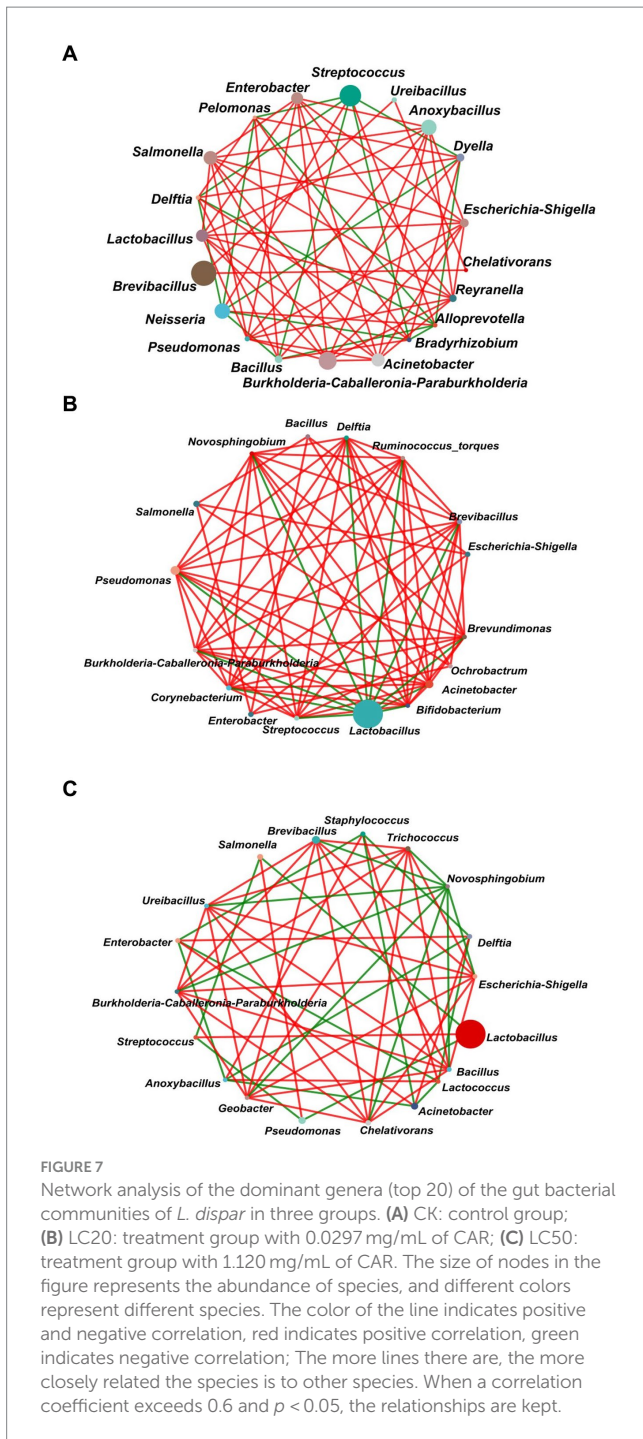 A
Streptococcus
Enterobacter
Ureibacillus
Pelomonas
Anoxybacillus
Dyella
Salmonella
Delftia
Escherichia-Shigella
Lactobacillus
Chelativorans
Brevibacillus
Reyranella
Neisseria
Alloprevotella
Pseudomonas
Bradyrhizobium
Bacillus
Acinetobacter
Burkholderia-Caballeronia-Paraburkholderia
B
Bacillus
Delftia
Novosphingobium
Ruminococcus_torques
Salmonella
Brevibacillus
Escherichia-Shigella
Pseudomonas
Brevundimonas
Burkholderia-Caballeronia-Paraburkholderia
Ochrobactrum
Corynebacterium
Acinetobacter
Enterobacter
Bifidobacterium
Streptococcus
Lactobacillus
C
Staphylococcus
Brevibacillus
Trichococcus
Salmonella
Novosphingobium
Ureibacillus
Enterobacter
Delftia
Escherichia-Shigella
Burkholderia-Caballeronia-Paraburkholderia
Streptococcus
Lactobacillus
Anoxybacillus
Bacillus
Lactococcus
Geobacter
Acinetobacter
Pseudomonas
Chelativorans
FIGURE 7
Network analysis of the dominant genera (top 20) of the gut bacterial
communities of L. dispar in three groups. (A) CK: control group;
(B) LC20: treatment group with 0.0297 mg/mL of CAR; (C) LC50:
treatment group with 1.120 mg/mL of CAR. The size of nodes in the
figure represents the abundance of species, and different colors
represent different species. The color of the line indicates positive
and negative correlation, red indicates positive correlation, green
indicates negative correlation; The more lines there are, the more
closely related the species is to other species. When a correlation
coefficient exceeds 0.6 and p < 0.05, the relationships are kept.